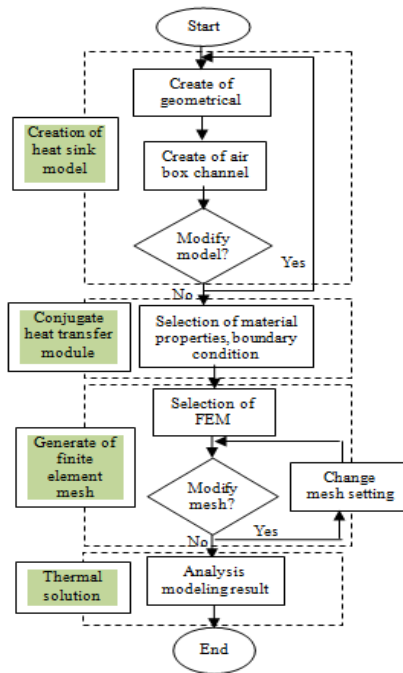 Start
Create of
geometrical
Creation of
heat sink
model
Create of air
box channel
Modify
model?
Yes
No
Conjugate
heat transfer
module
Selection of material
properties, boundary
condition
Selection of
FEM
Generate of
finite
element
mesh
Modify
mesh?
Change
mesh setting
Yes
No
Thermal
solution
Analysis
modeling result
End